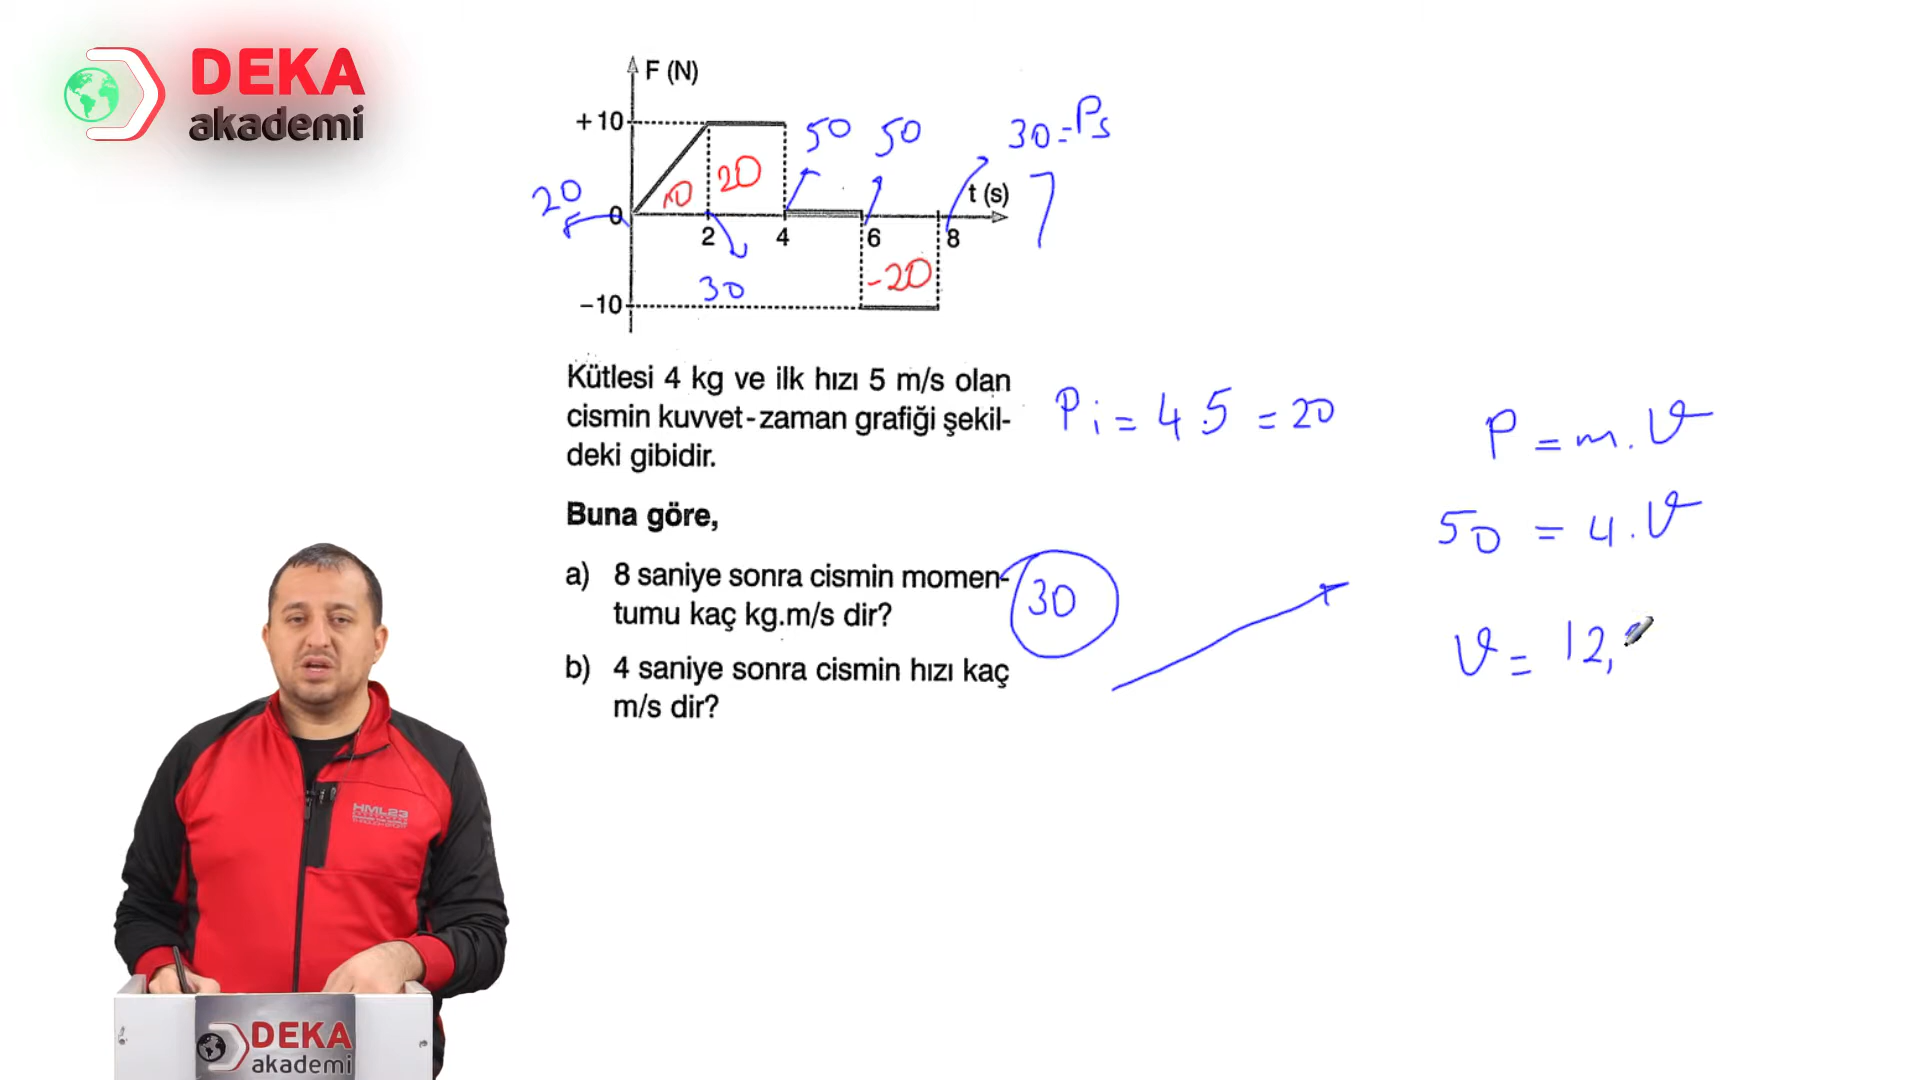 DEKA
akademi
F (N)
+10
50
50
30 = Ps
20
10
20
t (s)
0
2
4
6
8
30
-20
-10
Kütlesi 4 kg ve ilk hızı 5 m/s olan
cismin kuvvet-zaman grafiği şekil-
deki gibidir.
Pi = 4.5 = 20
P = m.ϑ
50 = 4.ϑ
ϑ = 12,
Buna göre,
a) 8 saniye sonra cismin momen-
tumu kaç kg.m/s dir?
30
b) 4 saniye sonra cismin hızı kaç
m/s dir?
HML23
DEKA
akademi